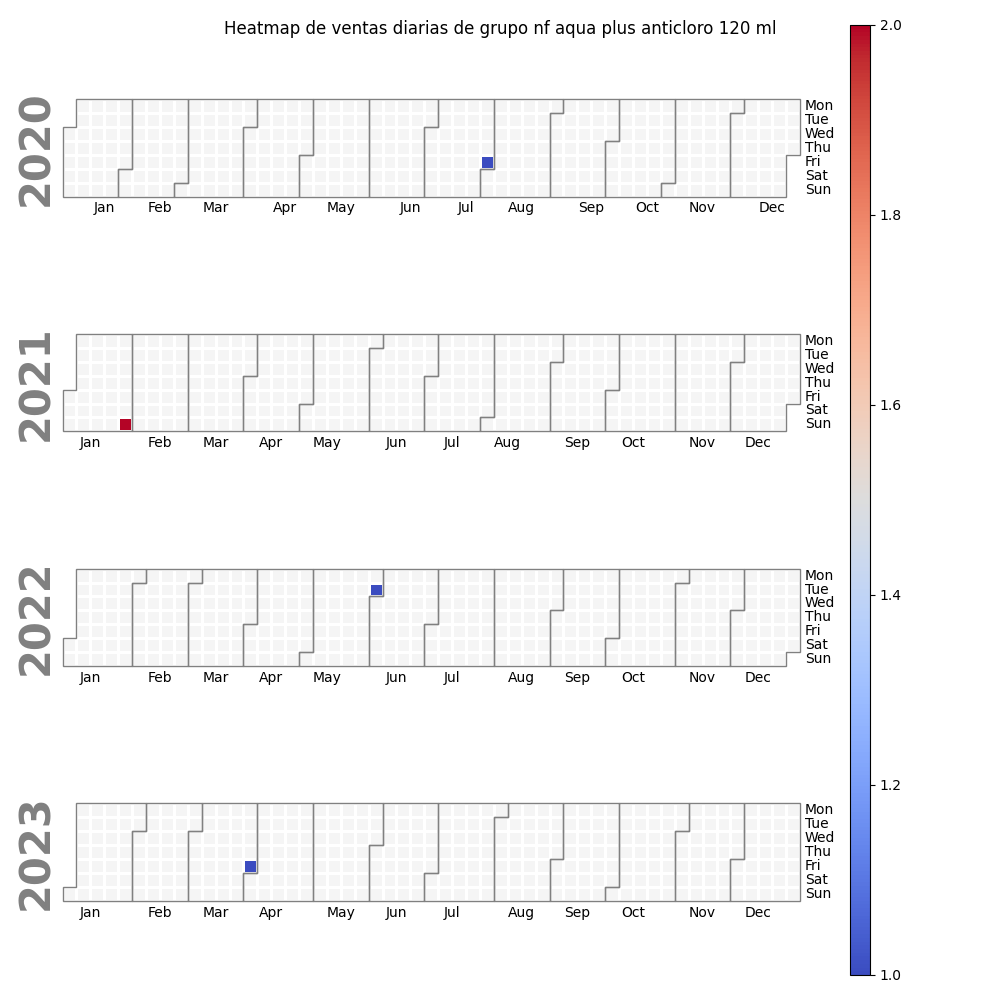 Heatmap de ventas diarias de grupo nf aqua plus anticloro 120 ml
2020
Mon
Tue
Wed
Thu
Fri
Sat
Sun
Jan Feb Mar Apr May Jun Jul Aug Sep Oct Nov Dec
2021
Mon
Tue
Wed
Thu
Fri
Sat
Sun
Jan Feb Mar Apr May Jun Jul Aug Sep Oct Nov Dec
2022
Mon
Tue
Wed
Thu
Fri
Sat
Sun
Jan Feb Mar Apr May Jun Jul Aug Sep Oct Nov Dec
2023
Mon
Tue
Wed
Thu
Fri
Sat
Sun
Jan Feb Mar Apr May Jun Jul Aug Sep Oct Nov Dec
2.0
1.8
1.6
1.4
1.2
1.0